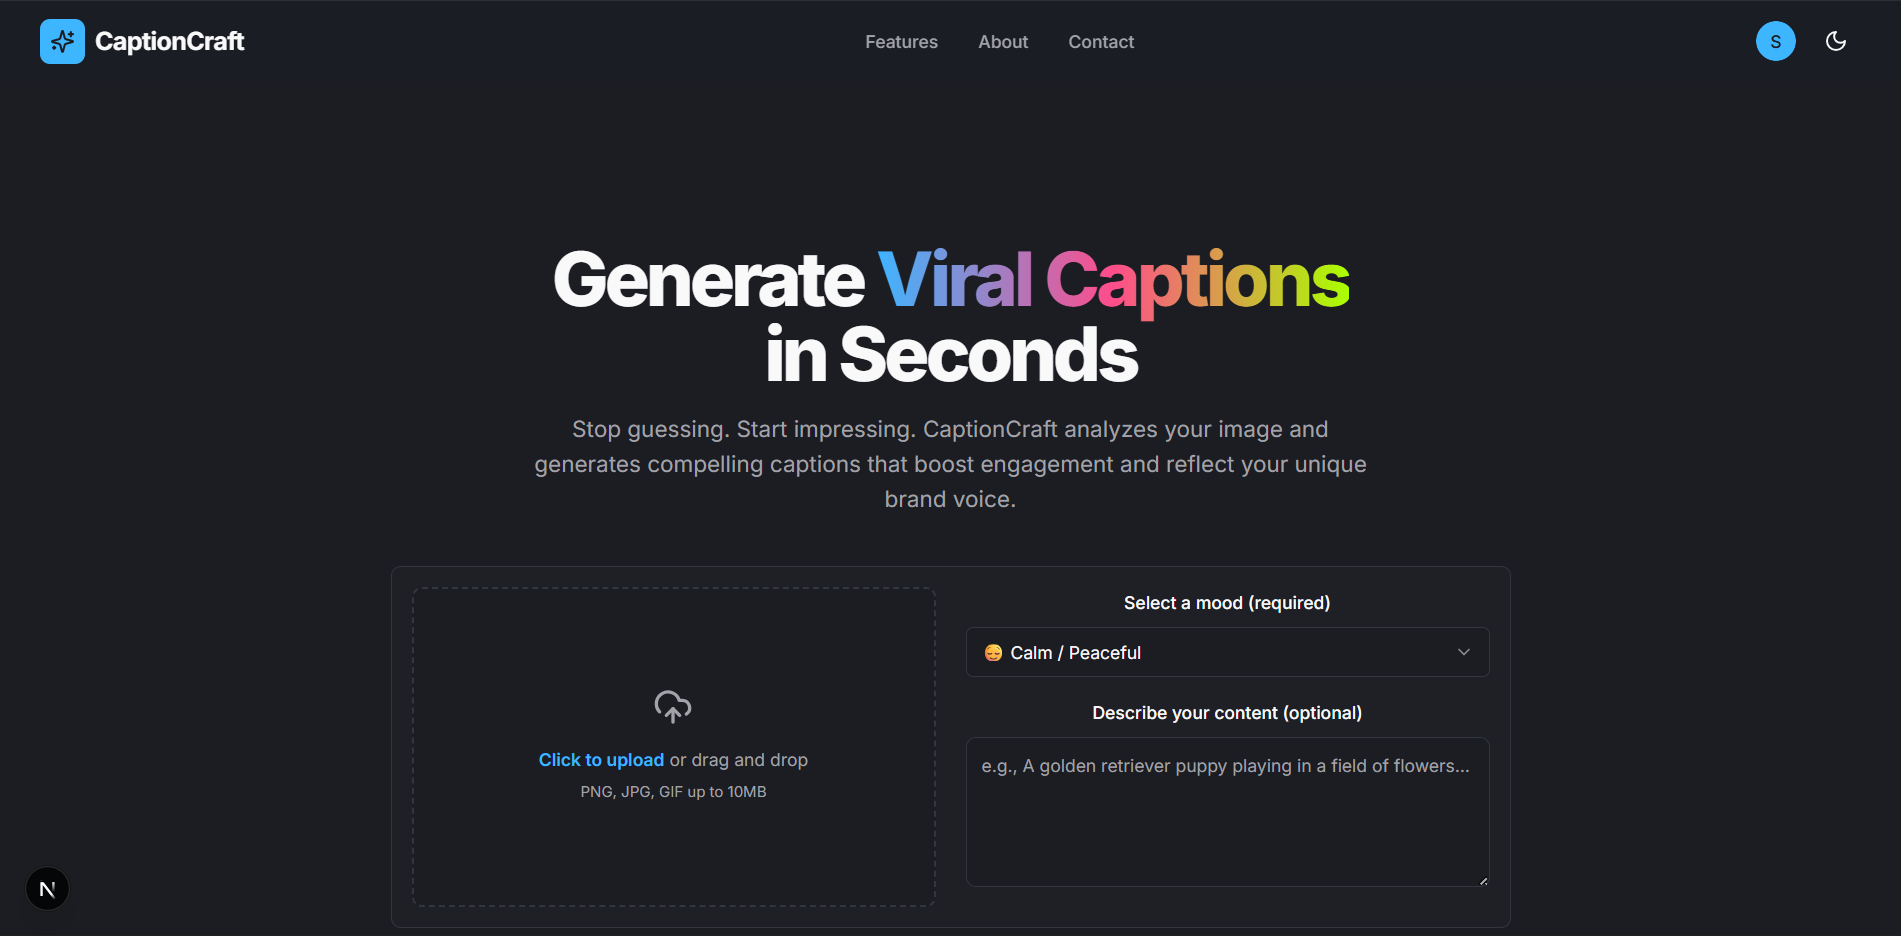 CaptionCraft
Features
About
Contact
S
Generate Viral Captions
in Seconds
Stop guessing. Start impressing. CaptionCraft analyzes your image and
generates compelling captions that boost engagement and reflect your unique
brand voice.
Click to upload or drag and drop
PNG, JPG, GIF up to 10MB
Select a mood (required)
😌 Calm / Peaceful
Describe your content (optional)
e.g., A golden retriever puppy playing in a field of flowers...
N